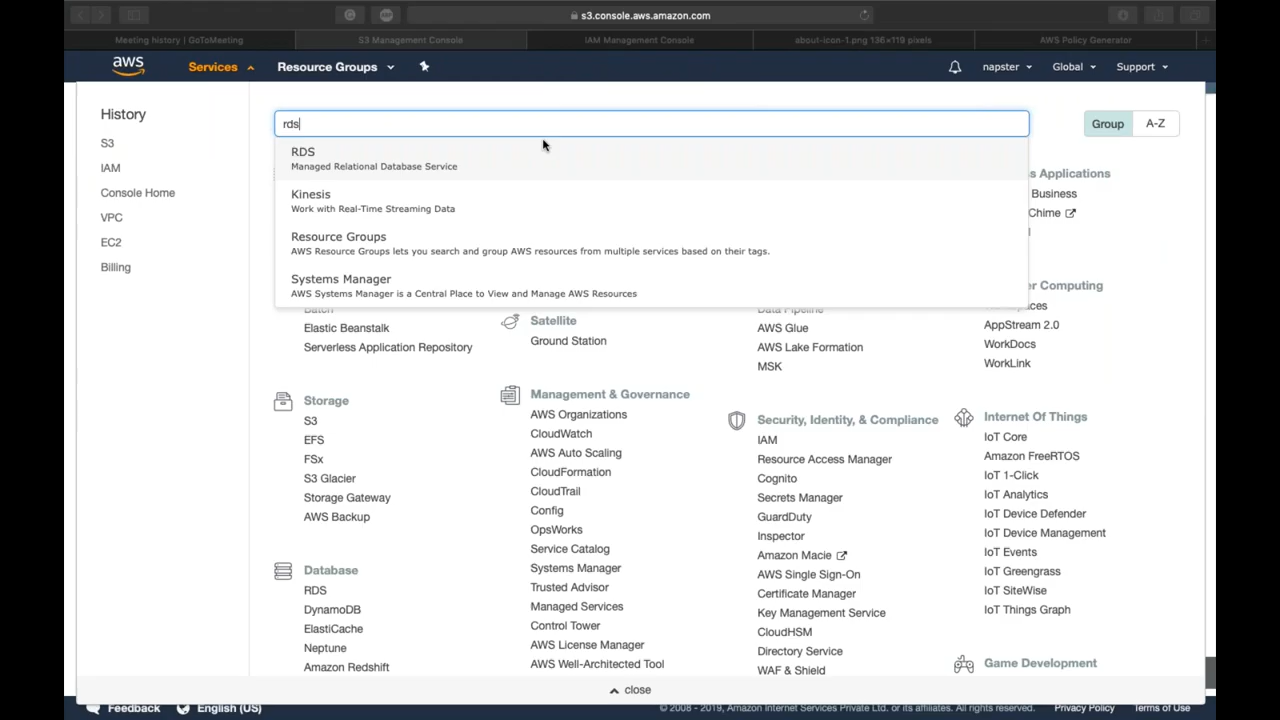 s3.console.aws.amazon.com
Meeting history | GoToMeeting
S3 Management Console
IAM Management Console
about-icon-1.png 136×119 pixels
AWS Policy Generator
aws
Services
Resource Groups
napster
Global
Support
History
S3
IAM
Console Home
VPC
EC2
Billing
rds
Group
A-Z
RDS
Managed Relational Database Service
Kinesis
Work with Real-Time Streaming Data
Resource Groups
AWS Resource Groups lets you search and group AWS resources from multiple services based on their tags.
Systems Manager
AWS Systems Manager is a Central Place to View and Manage AWS Resources
Batch
Elastic Beanstalk
Serverless Application Repository
Storage
S3
EFS
FSx
S3 Glacier
Storage Gateway
AWS Backup
Database
RDS
DynamoDB
ElastiCache
Neptune
Amazon Redshift
Satellite
Ground Station
Management & Governance
AWS Organizations
CloudWatch
AWS Auto Scaling
CloudFormation
CloudTrail
Config
OpsWorks
Service Catalog
Systems Manager
Trusted Advisor
Managed Services
Control Tower
AWS License Manager
AWS Well-Architected Tool
Data Pipeline
AWS Glue
AWS Lake Formation
MSK
Security, Identity, & Compliance
IAM
Resource Access Manager
Cognito
Secrets Manager
GuardDuty
Inspector
Amazon Macie
AWS Single Sign-On
Certificate Manager
Key Management Service
CloudHSM
Directory Service
WAF & Shield
s Applications
Business
Chime
r Computing
AppStream 2.0
WorkDocs
WorkLink
Internet Of Things
IoT Core
Amazon FreeRTOS
IoT 1-Click
IoT Analytics
IoT Device Defender
IoT Device Management
IoT Events
IoT Greengrass
IoT SiteWise
IoT Things Graph
Game Development
close
Feedback
English (US)
© 2008 - 2019, Amazon Internet Services Private Ltd. or its affiliates. All rights reserved.
Privacy Policy
Terms of Use